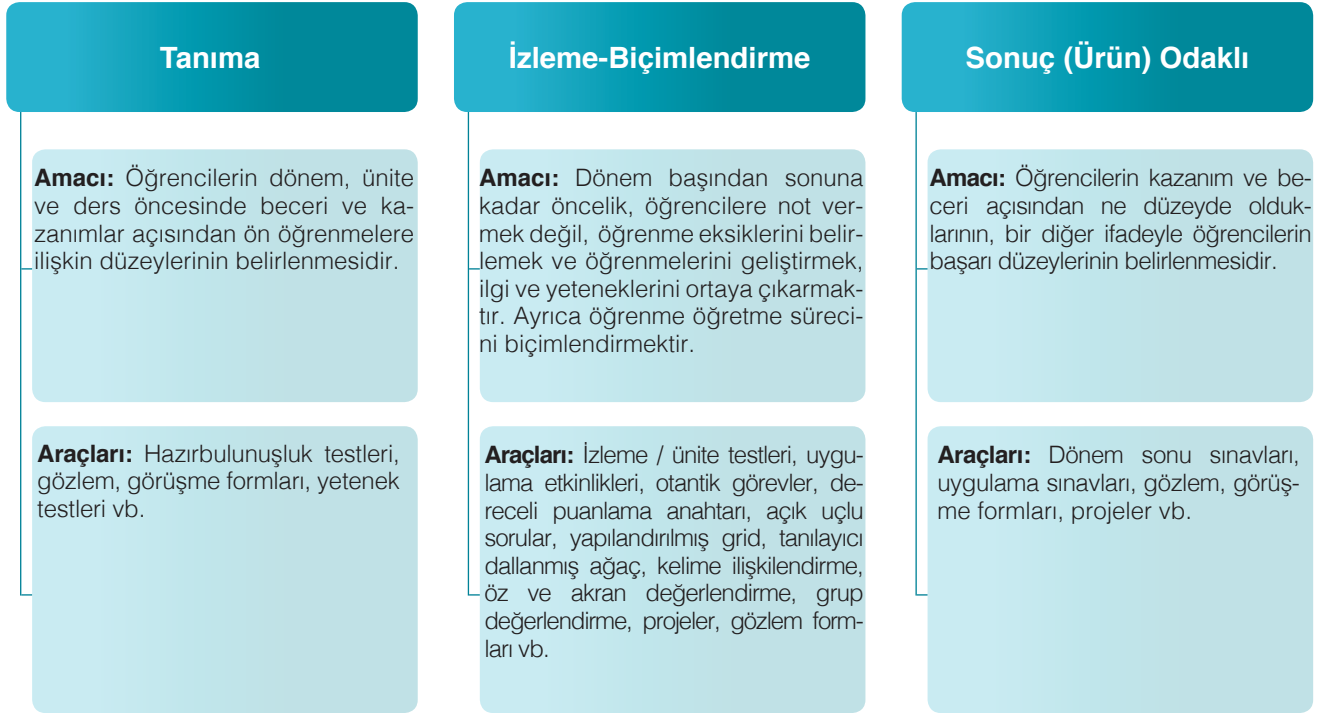 Tanıma
Amacı: Öğrencilerin dönem, ünite
ve ders öncesinde beceri ve ka-
zanımlar açısından ön öğrenmelere
ilişkin düzeylerinin belirlenmesidir.
Araçları: Hazırbulunuşluk testleri,
gözlem, görüşme formları, yetenek
testleri vb.
İzleme-Biçimlendirme
Amacı: Dönem başından sonuna
kadar öncelik, öğrencilere not ver-
mek değil, öğrenme eksiklerini belir-
lemek ve öğrenmelerini geliştirmek,
ilgi ve yeteneklerini ortaya çıkarmak-
tır. Ayrıca öğrenme öğretme süreci-
ni biçimlendirmektir.
Araçları: İzleme / ünite testleri, uygu-
lama etkinlikleri, otantik görevler, de-
receli puanlama anahtarı, açık uçlu
sorular, yapılandırılmış grid, tanılayıcı
dallanmış ağaç, kelime ilişkilendirme,
öz ve akran değerlendirme, grup
değerlendirme, projeler, gözlem form-
ları vb.
Sonuç (Ürün) Odaklı
Amacı: Öğrencilerin kazanım ve be-
ceri açısından ne düzeyde olduk-
larının, bir diğer ifadeyle öğrencilerin
başarı düzeylerinin belirlenmesidir.
Araçları: Dönem sonu sınavları,
uygulama sınavları, gözlem, görüş-
me formları, projeler vb.